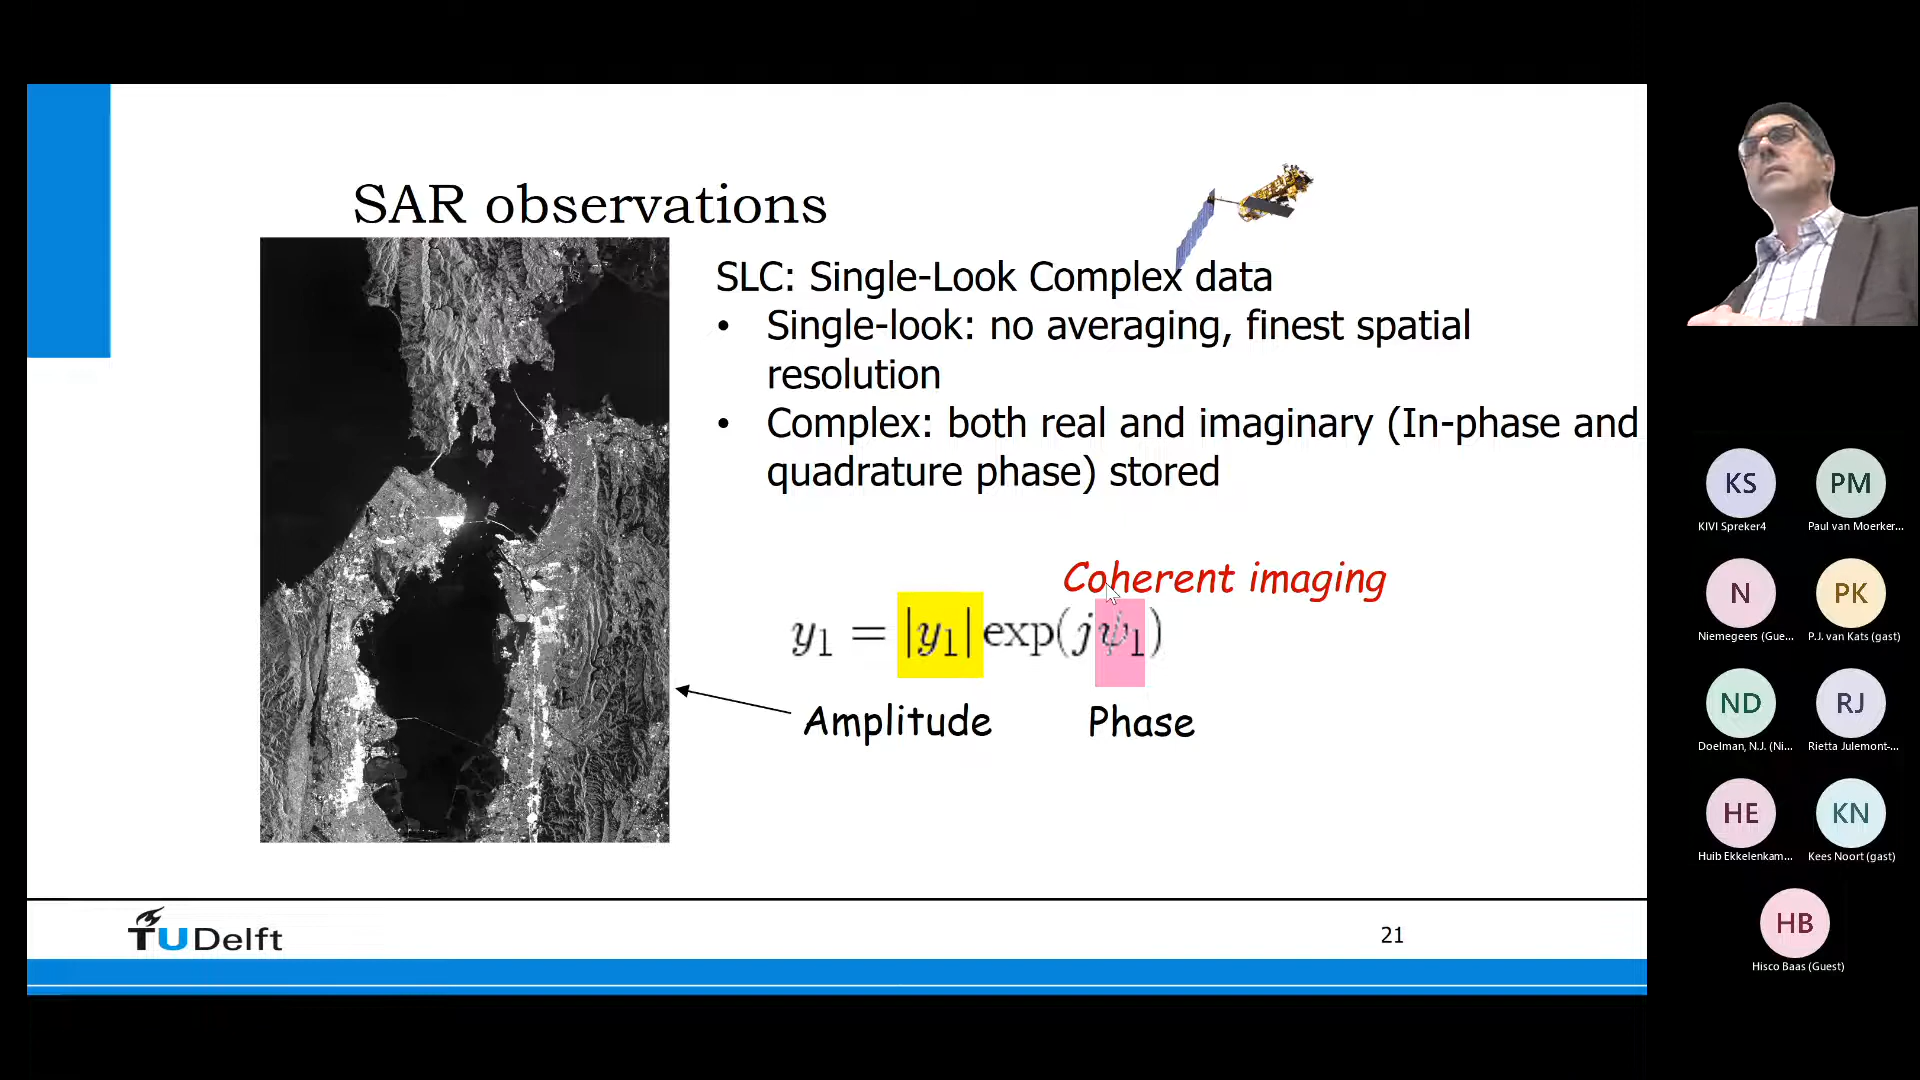 SAR observations
SLC: Single-Look Complex data
• Single-look: no averaging, finest spatial
resolution
• Complex: both real and imaginary (In-phase and
quadrature phase) stored
Coherent imaging
y₁ = |y₁| exp(jψ₁)
Amplitude
Phase
TU Delft
21
KS
KIVI Spreker4
PM
Paul van Moerker...
N
Niemegeers (Gue...
PK
P.J. van Kats (gast)
ND
Doelman, N.J. (Ni...
RJ
Rietta Julemont-...
HE
Huib Ekkelenkam...
KN
Kees Noort (gast)
HB
Hisco Baas (Guest)